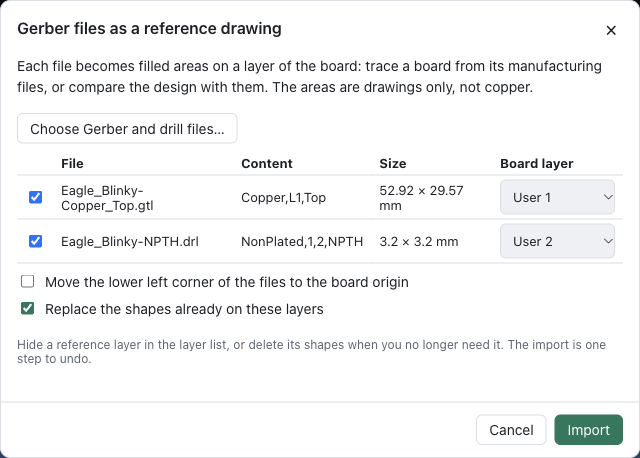 Gerber files as a reference drawing
Each file becomes filled areas on a layer of the board: trace a board from its manufacturing
files, or compare the design with them. The areas are drawings only, not copper.
Choose Gerber and drill files...
File Content Size Board layer
Eagle_Blinky-
Copper_Top.gtl
Copper,L1,Top
52.92 × 29.57
mm
User 1
Eagle_Blinky-NPTH.drl NonPlated,1,2,NPTH 3.2 × 3.2 mm User 2
Move the lower left corner of the files to the board origin
Replace the shapes already on these layers
Hide a reference layer in the layer list, or delete its shapes when you no longer need it. The import is one
step to undo.
Cancel Import